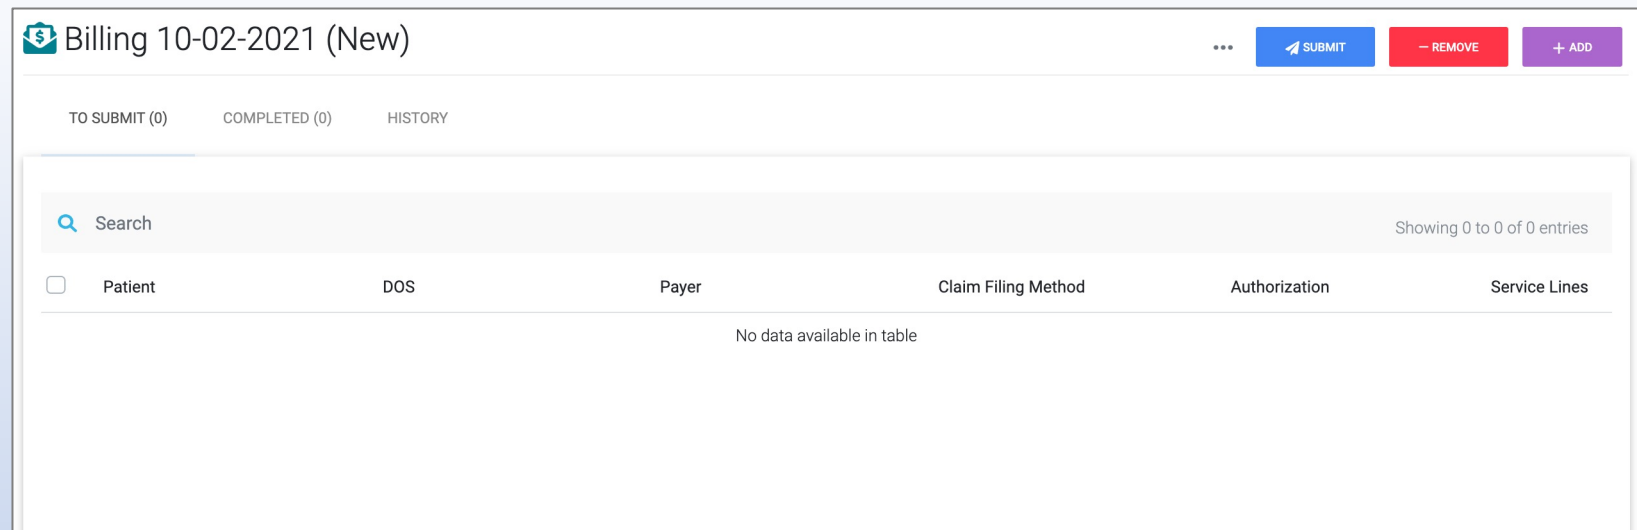 Billing 10-02-2021 (New)
... SUBMIT − REMOVE + ADD
TO SUBMIT (0) COMPLETED (0) HISTORY
Search Showing 0 to 0 of 0 entries
Patient DOS Payer Claim Filing Method Authorization Service Lines
No data available in table